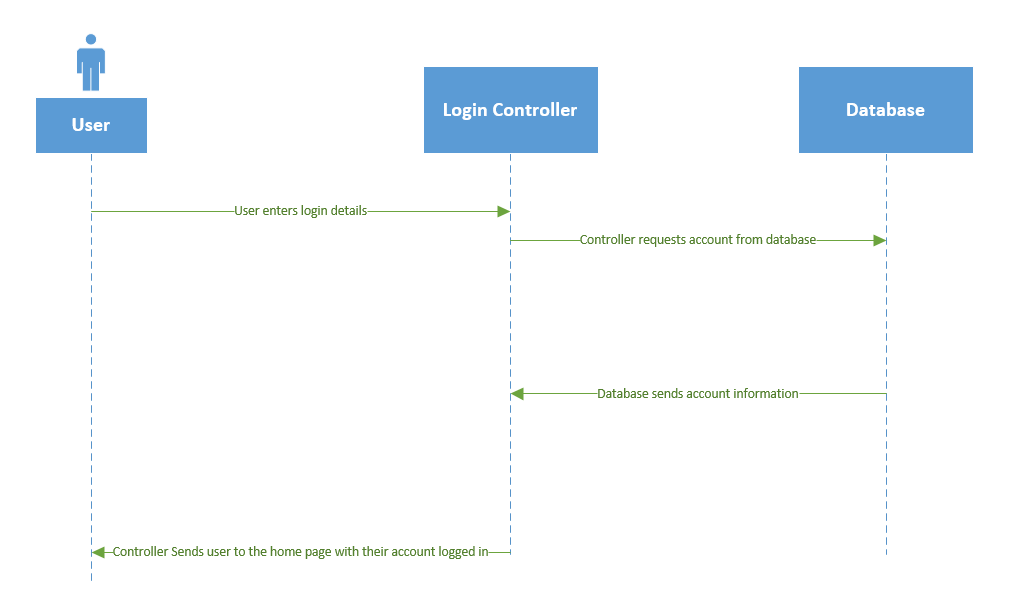 User
Login Controller
Database
User enters login details
Controller requests account from database
Database sends account information
Controller Sends user to the home page with their account logged in